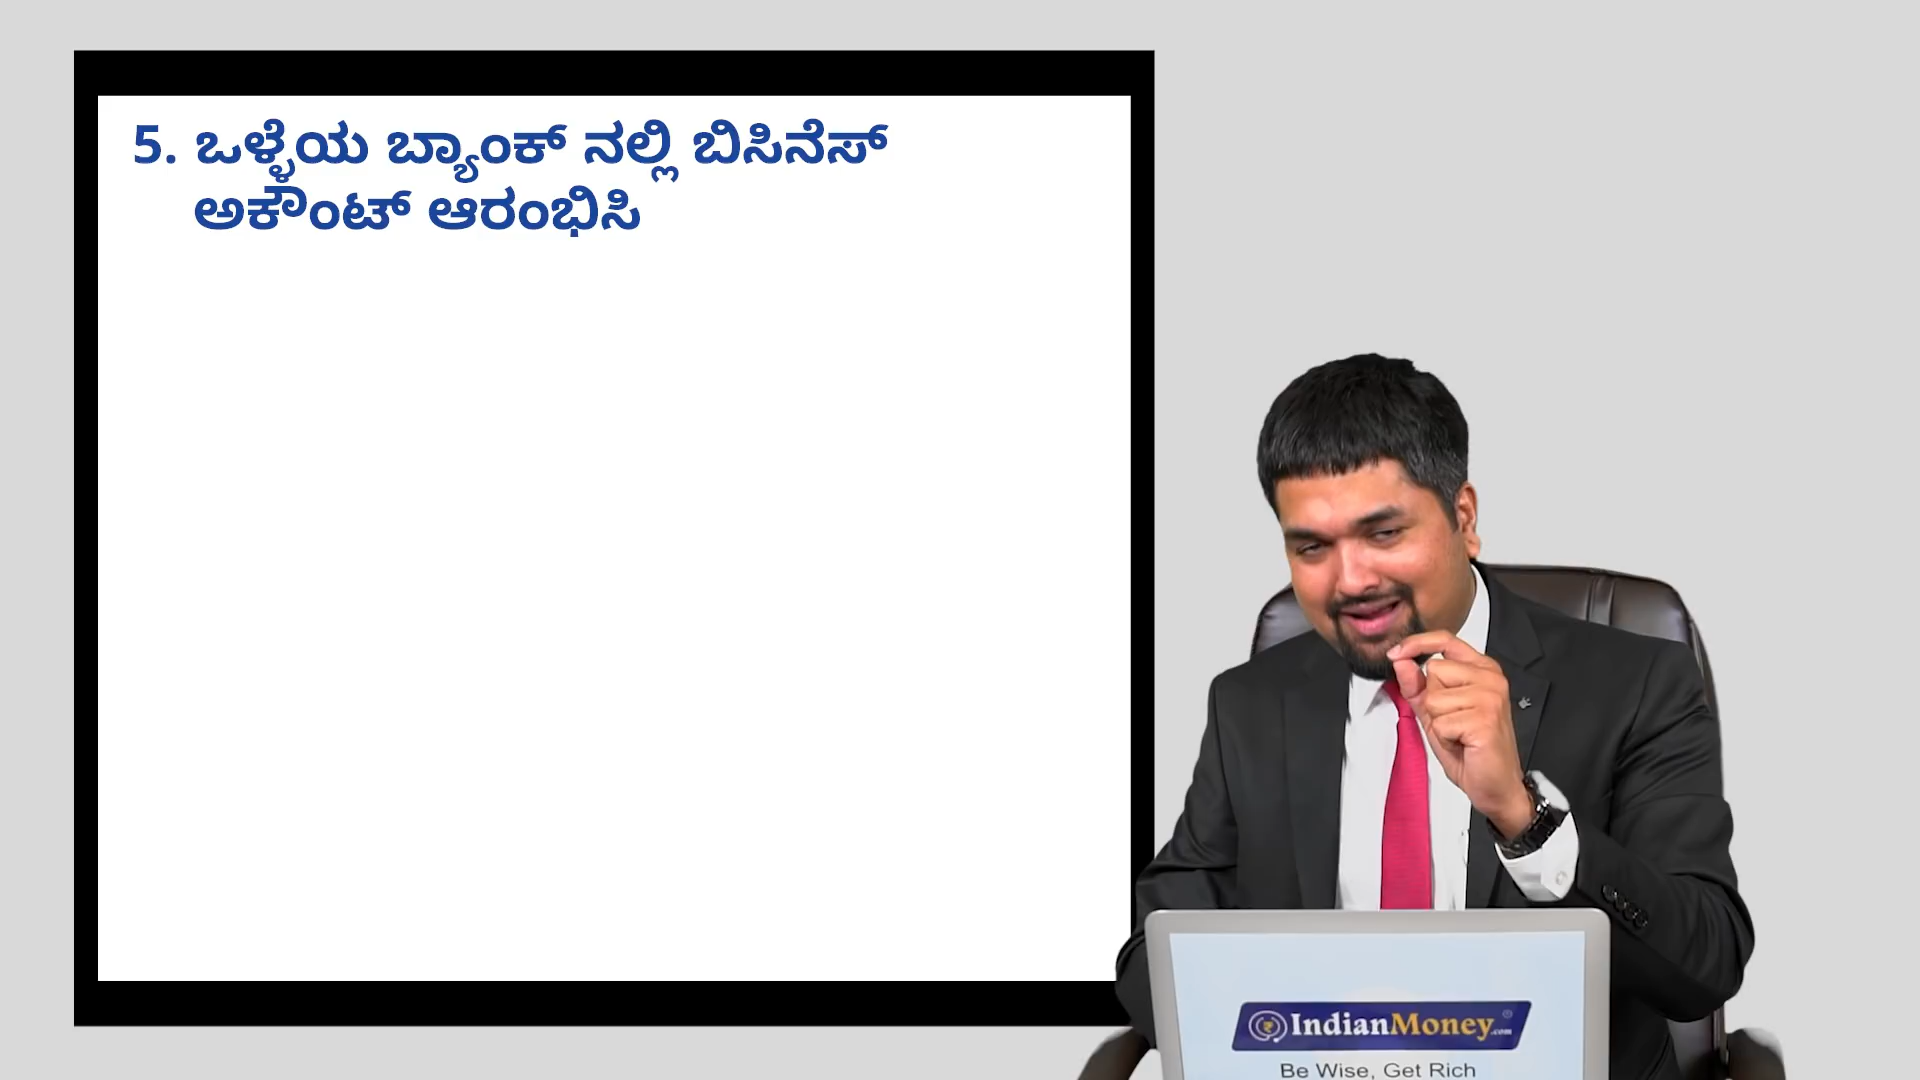 5. ಒಳ್ಳೆಯ ಬ್ಯಾಂಕ್ ನಲ್ಲಿ ಬಿಸಿನೆಸ್
ಅಕೌಂಟ್ ಆರಂಭಿಸಿ
IndianMoney.com
Be Wise, Get Rich